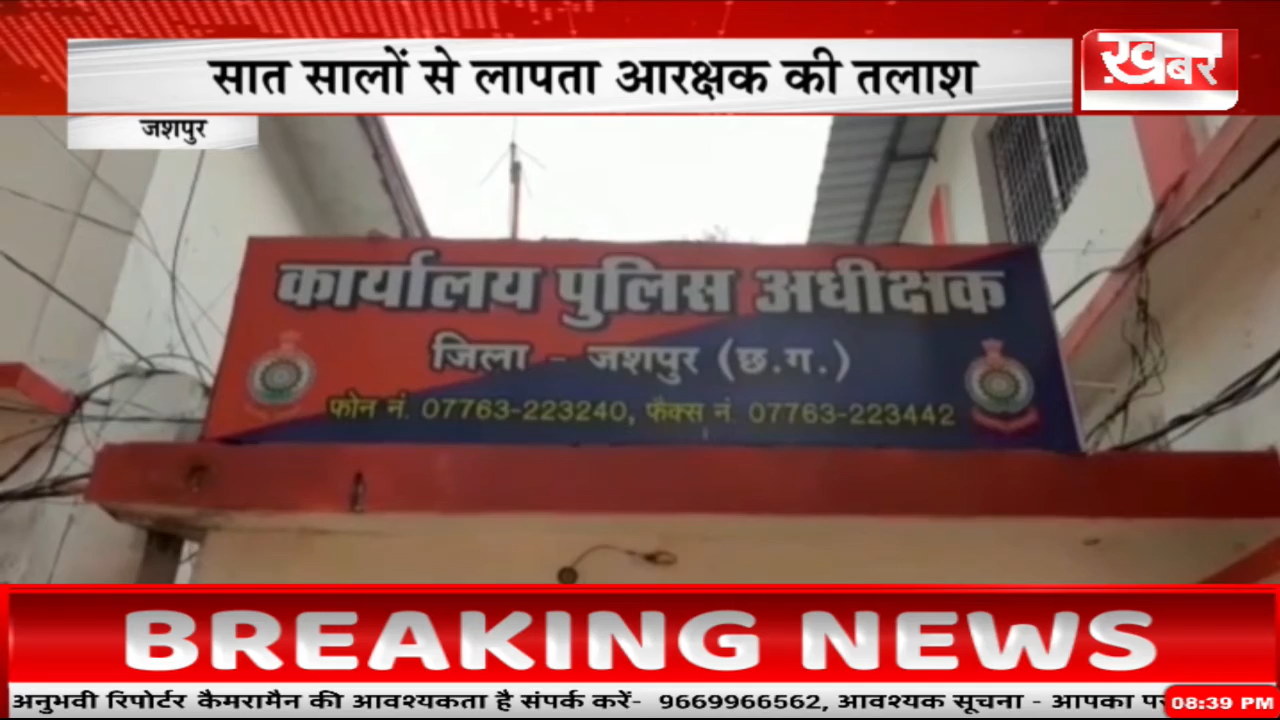 सात सालों से लापता आरक्षक की तलाश
ख़बर
जशपुर
कार्यालय पुलिस अधीक्षक
जिला - जशपुर (छ.ग.)
फोन नं. 07763-223240, फैक्स नं. 07763-223442
BREAKING NEWS
अनुभवी रिपोर्टर कैमरामैन की आवश्यकता है संपर्क करें- 9669966562, आवश्यक सूचना - आपका
08:39 PM